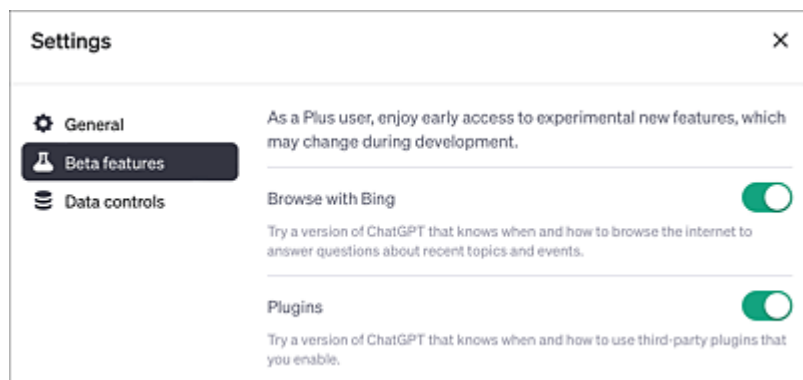 Settings
General
Beta features
Data controls
As a Plus user, enjoy early access to experimental new features, which
may change during development.
Browse with Bing
Try a version of ChatGPT that knows when and how to browse the internet to
answer questions about recent topics and events.
Plugins
Try a version of ChatGPT that knows when and how to use third-party plugins that
you enable.